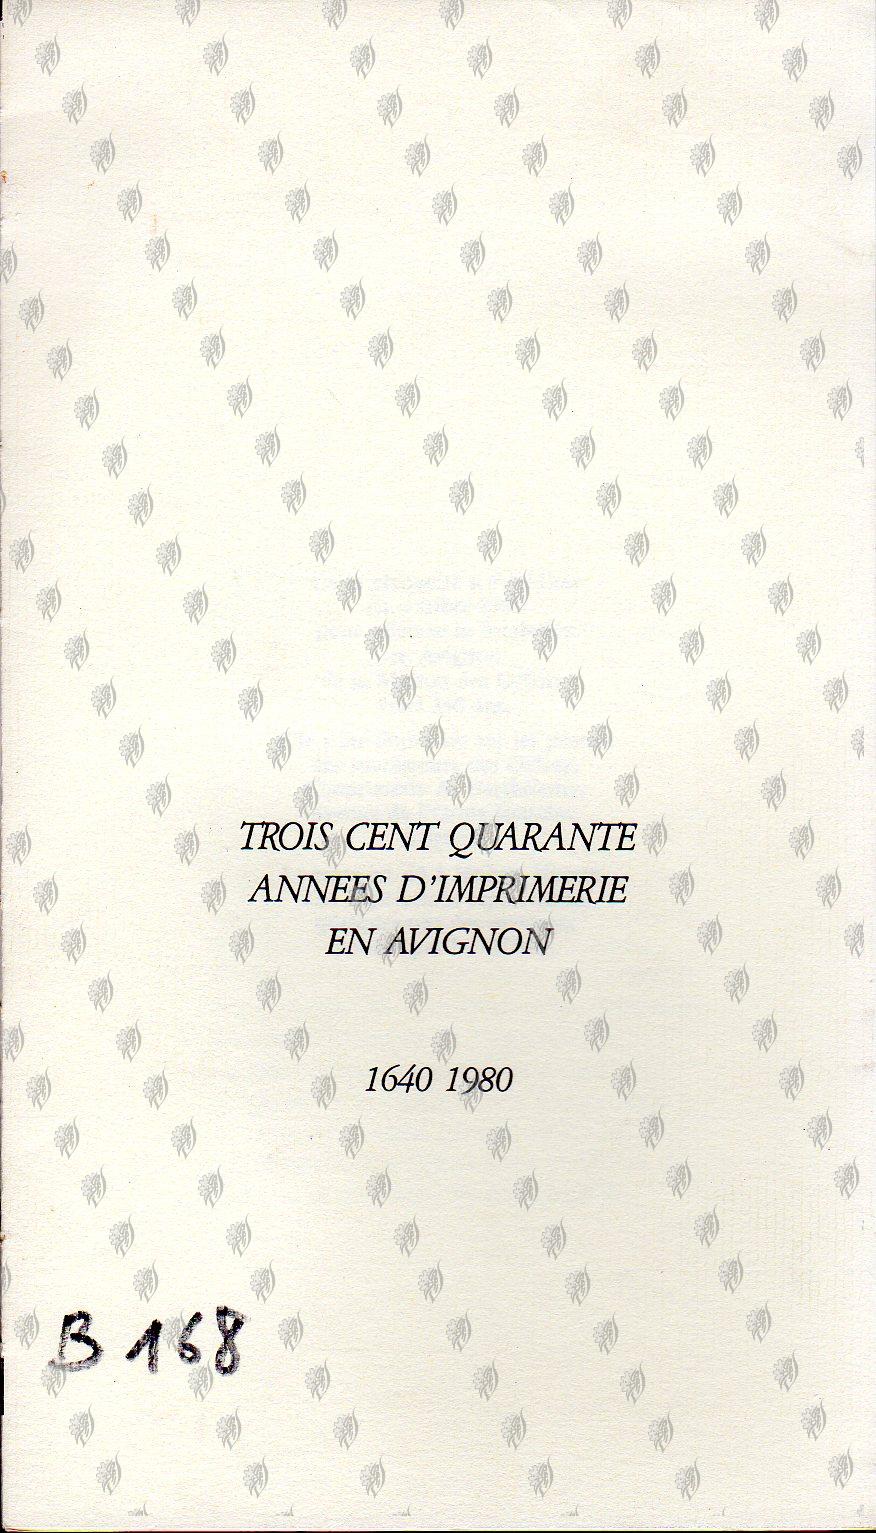 TROIS CENT QUARANTE
ANNEES D'IMPRIMERIE
EN AVIGNON
1640 1980
B 168